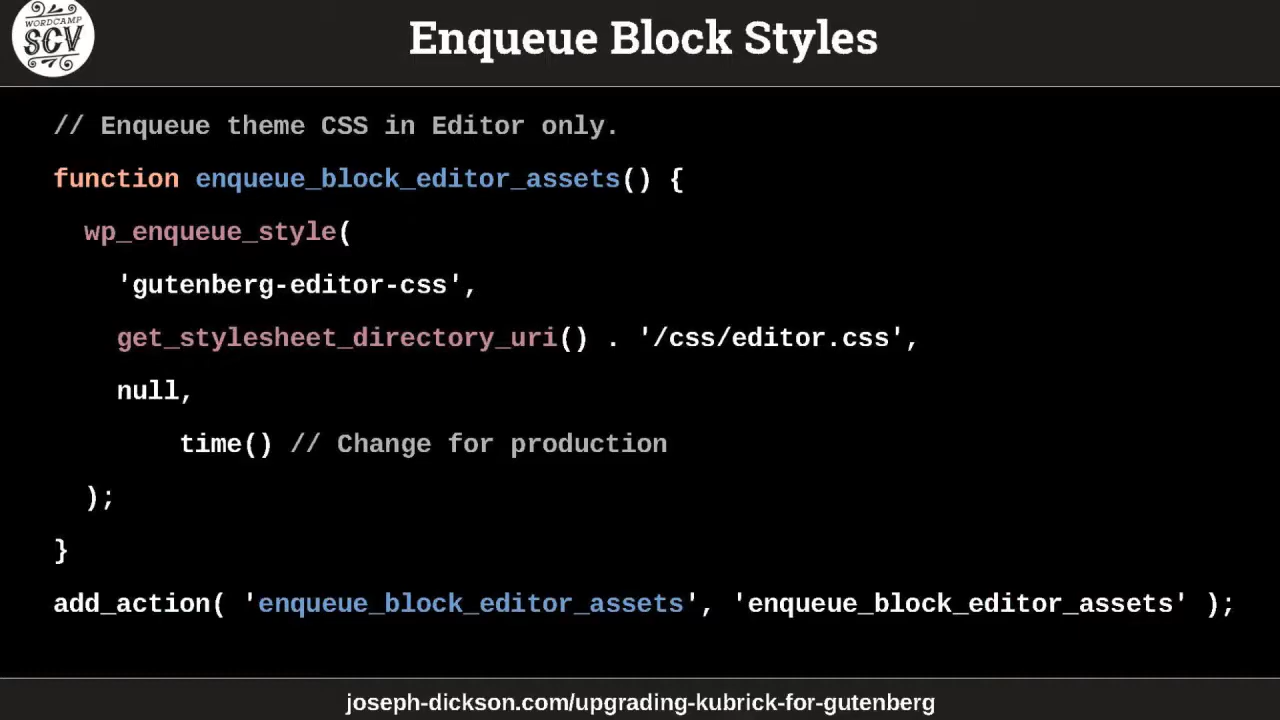 WORDCAMP
SCV
Enqueue Block Styles
// Enqueue theme CSS in Editor only.
function enqueue_block_editor_assets() {
wp_enqueue_style(
'gutenberg-editor-css',
get_stylesheet_directory_uri() . '/css/editor.css',
null,
time() // Change for production
);
}
add_action( 'enqueue_block_editor_assets', 'enqueue_block_editor_assets' );
joseph-dickson.com/upgrading-kubrick-for-gutenberg